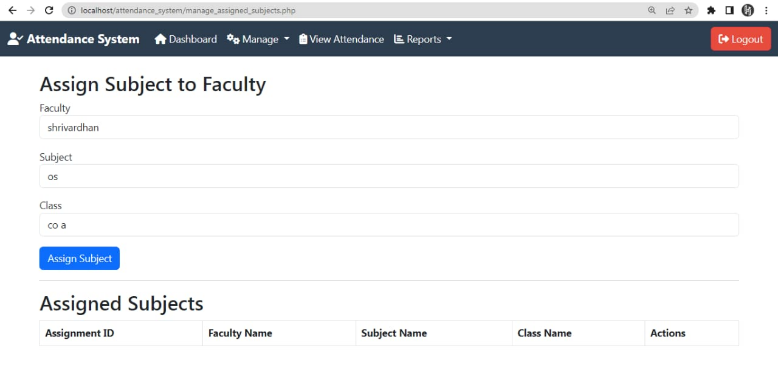 localhost/attendance_system/manage_assigned_subjects.php
Attendance System Dashboard Manage View Attendance Reports Logout
Assign Subject to Faculty
Faculty
shrivardhan
Subject
os
Class
co a
Assign Subject
Assigned Subjects
Assignment ID Faculty Name Subject Name Class Name Actions